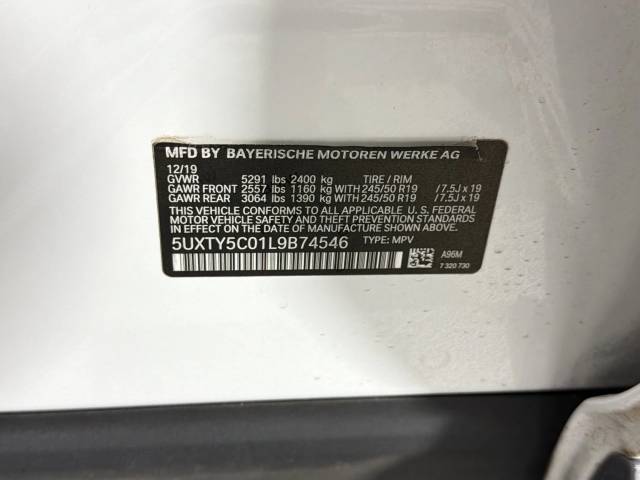 MFD BY BAYERISCHE MOTOREN WERKE AG
12/19
GVWR 5291 lbs 2400 kg TIRE / RIM
GAWR FRONT 2557 lbs 1160 kg WITH 245/50 R19 /7.5J x 19
GAWR REAR 3064 lbs 1390 kg WITH 245/50 R19 /7.5J x 19
THIS VEHICLE CONFORMS TO ALL APPLICABLE U. S. FEDERAL
MOTOR VEHICLE SAFETY, BUMPER, AND THEFT PREVENTION STANDARDS
IN EFFECT ON THE DATE OF MANUFACTURE SHOWN ABOVE.
5UXTY5C01L9B74546 TYPE: MPV
A96M
7 320 730